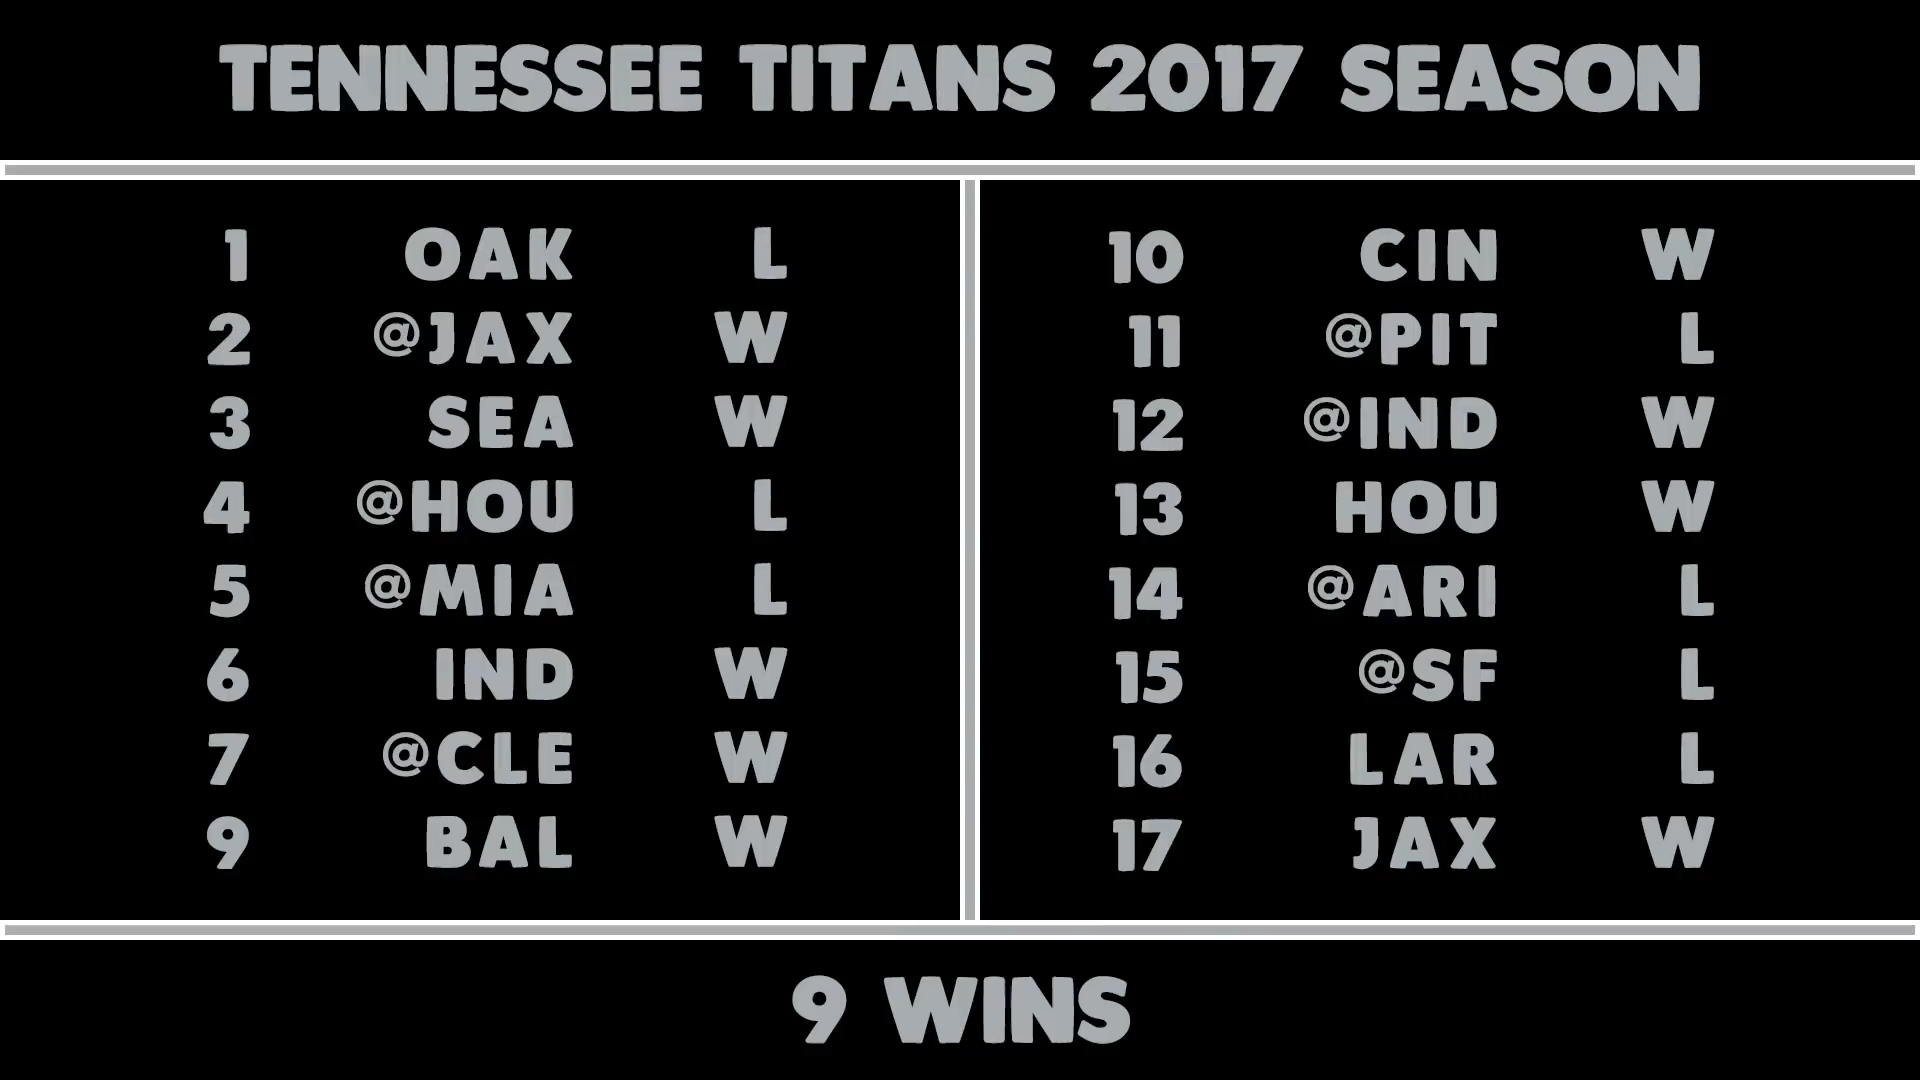 TENNESSEE TITANS 2017 SEASON
1 OAK L
2 @JAX W
3 SEA W
4 @HOU L
5 @MIA L
6 IND W
7 @CLE W
9 BAL W
10 CIN W
11 @PIT L
12 @IND W
13 HOU W
14 @ARI L
15 @SF L
16 LAR L
17 JAX W
9 WINS